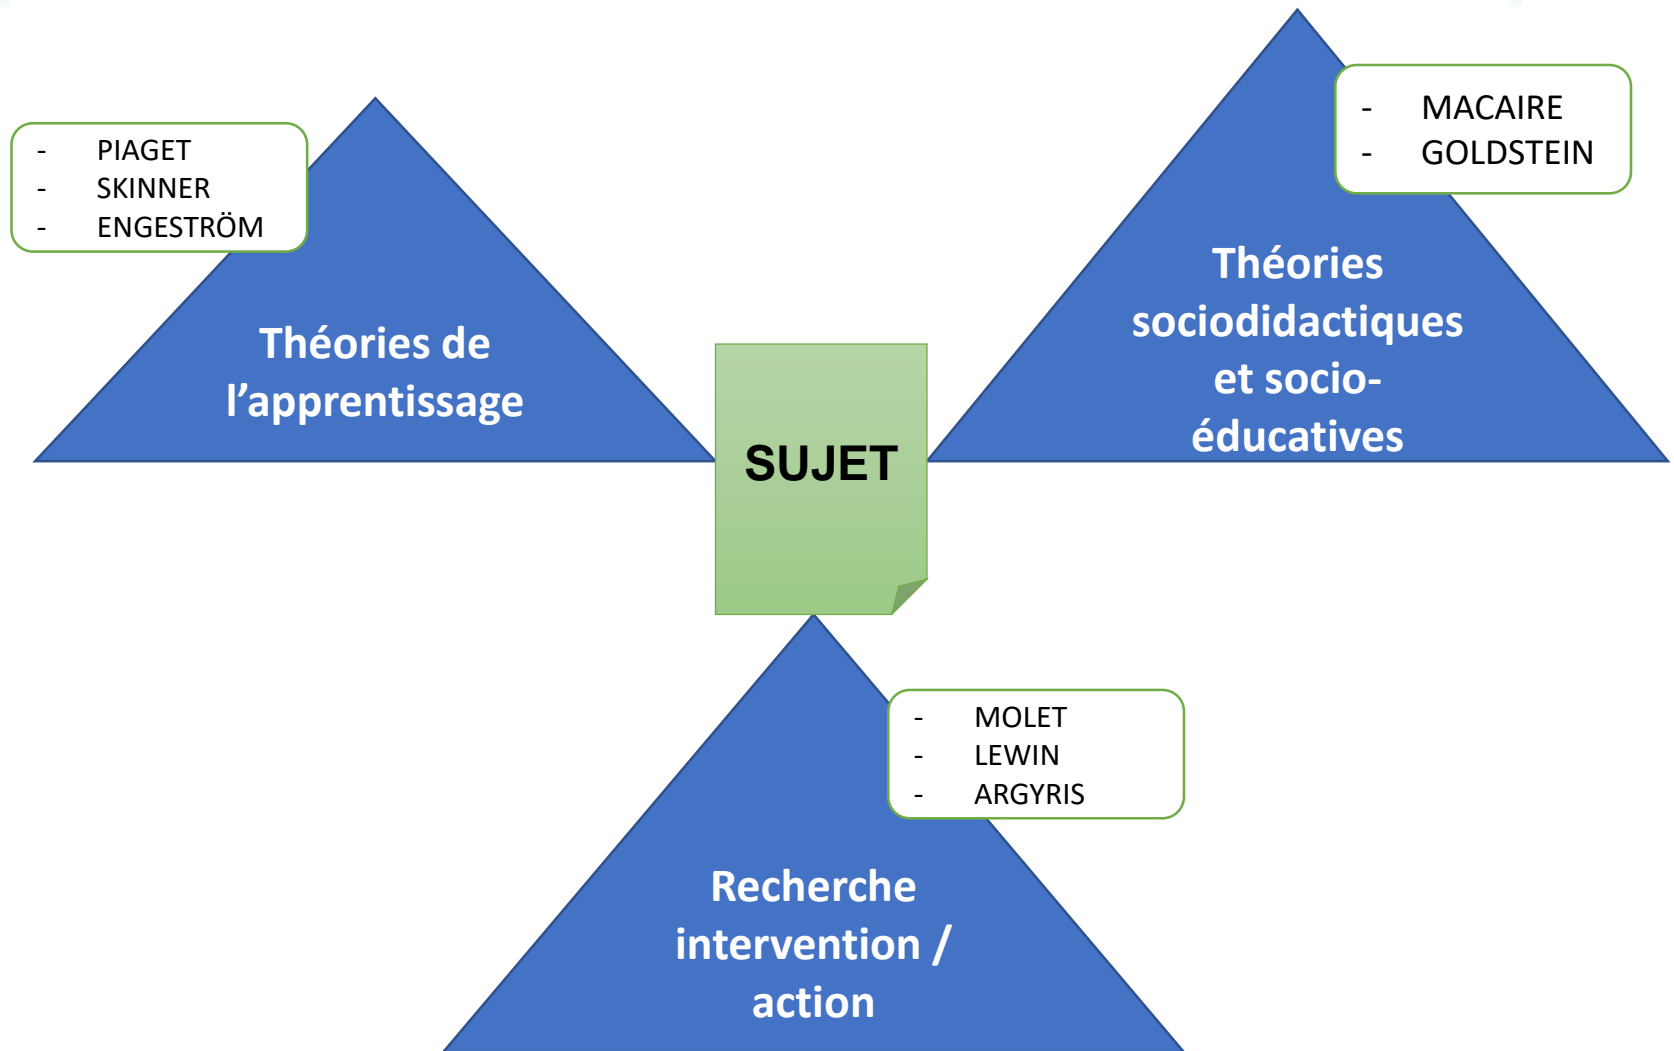 - PIAGET
- SKINNER
- ENGESTRÖM
Théories de
l’apprentissage
- MACAIRE
- GOLDSTEIN
Théories
sociodidactiques
et socio-
éducatives
SUJET
- MOLET
- LEWIN
- ARGYRIS
Recherche
intervention /
action